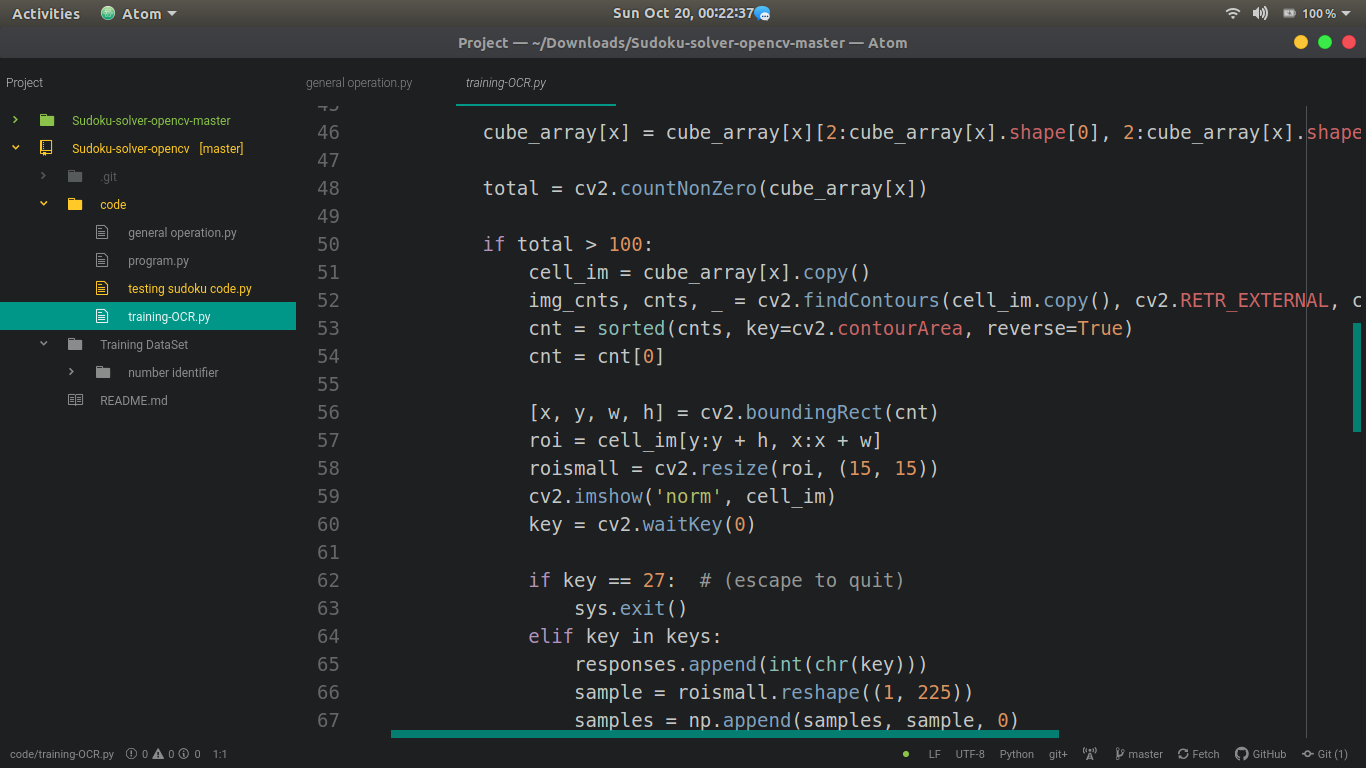 Activities Atom Sun Oct 20, 00:22:37 100%
Project — ~/Downloads/Sudoku-solver-opencv-master — Atom
Project
Sudoku-solver-opencv-master
Sudoku-solver-opencv [master]
.git
code
general operation.py
program.py
testing sudoku code.py
training-OCR.py
Training DataSet
number identifier
README.md
general operation.py training-OCR.py
46 cube_array[x] = cube_array[x][2:cube_array[x].shape[0], 2:cube_array[x].shape
47
48 total = cv2.countNonZero(cube_array[x])
49
50 if total > 100:
51 cell_im = cube_array[x].copy()
52 img_cnts, cnts, _ = cv2.findContours(cell_im.copy(), cv2.RETR_EXTERNAL, c
53 cnt = sorted(cnts, key=cv2.contourArea, reverse=True)
54 cnt = cnt[0]
55
56 [x, y, w, h] = cv2.boundingRect(cnt)
57 roi = cell_im[y:y + h, x:x + w]
58 roismall = cv2.resize(roi, (15, 15))
59 cv2.imshow('norm', cell_im)
60 key = cv2.waitKey(0)
61
62 if key == 27:  # (escape to quit)
63 sys.exit()
64 elif key in keys:
65 responses.append(int(chr(key)))
66 sample = roismall.reshape((1, 225))
67 samples = np.append(samples, sample, 0)
code/training-OCR.py 0 0 0 1:1 LF UTF-8 Python git+ master Fetch GitHub Git (1)